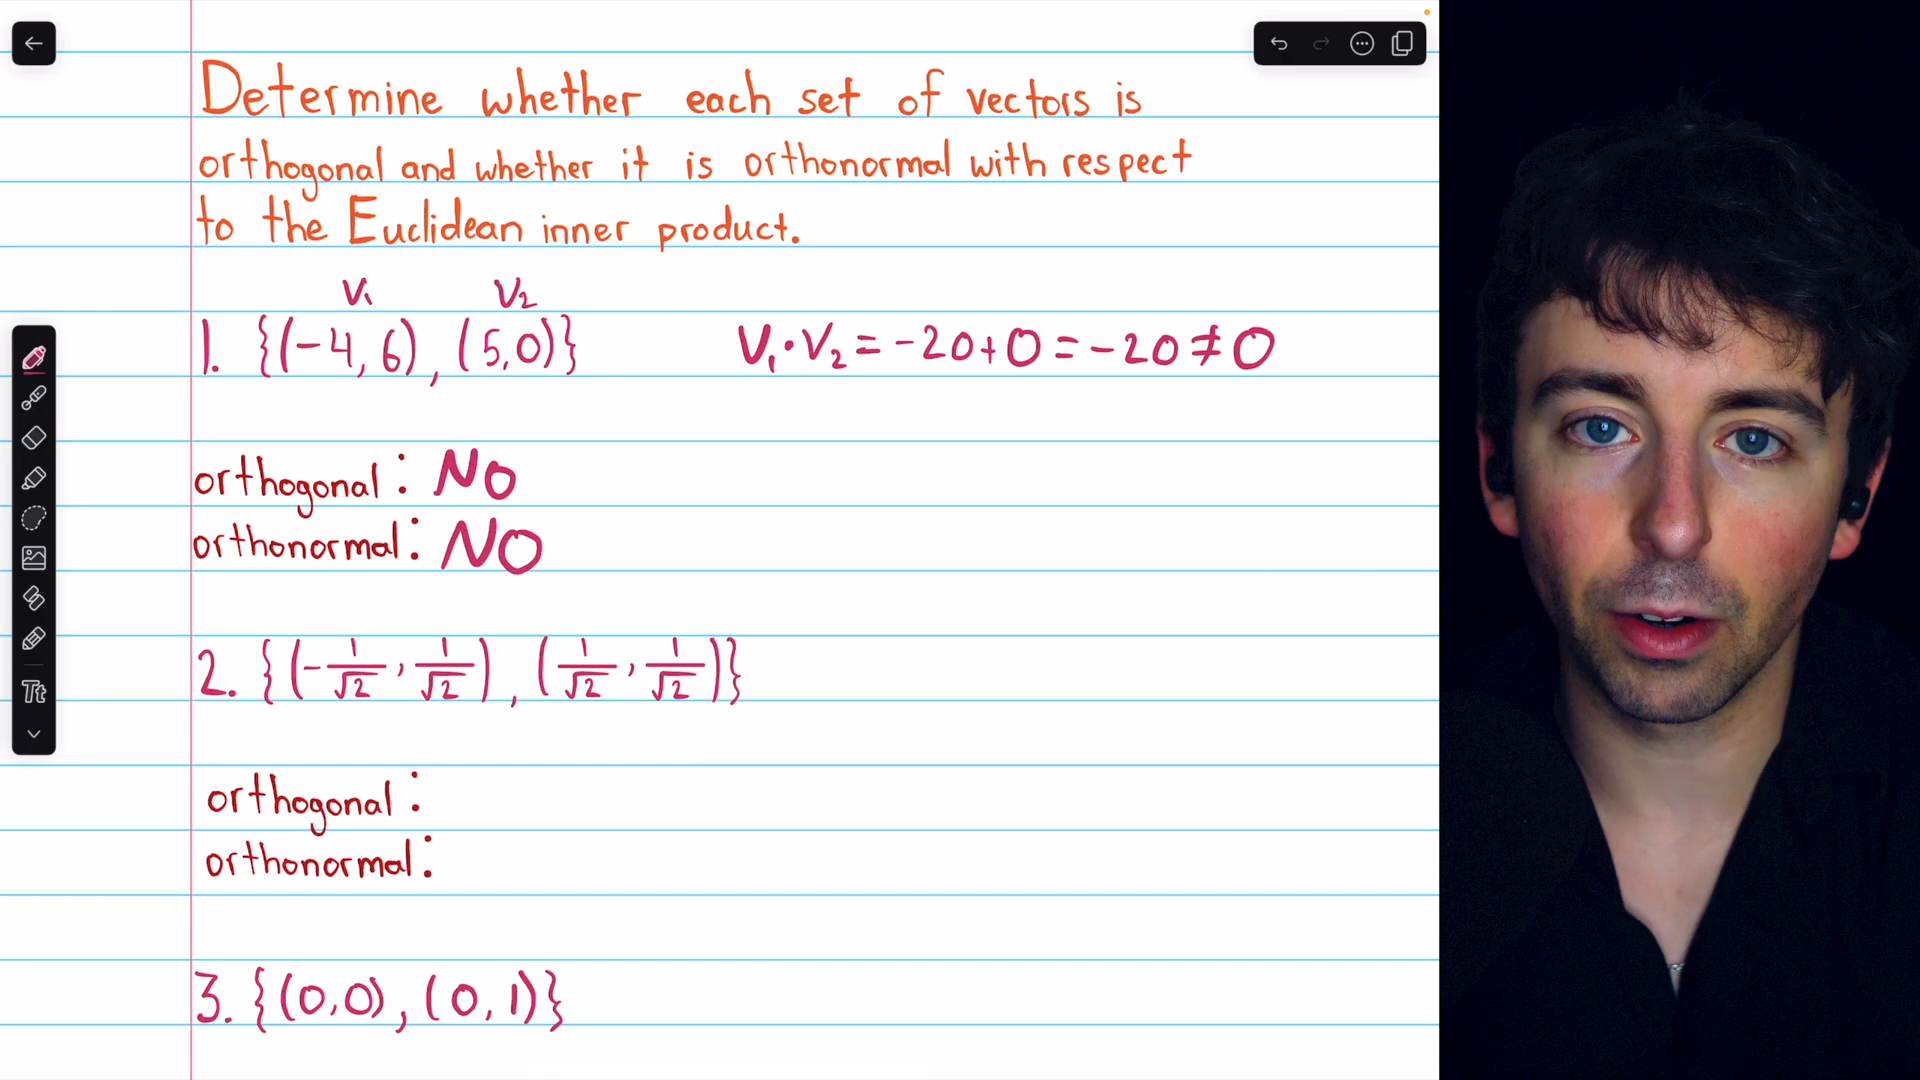 Determine whether each set of vectors is
orthogonal and whether it is orthonormal with respect
to the Euclidean inner product.
V₁ V₂
1. {(-4, 6), (5,0)} V₁·V₂ = -20+0 = -20 ≠ 0
orthogonal: NO
orthonormal: NO
2. {(-1/√2, 1/√2), (1/√2, 1/√2)}
orthogonal:
orthonormal:
3. {(0,0), (0,1)}
Tt